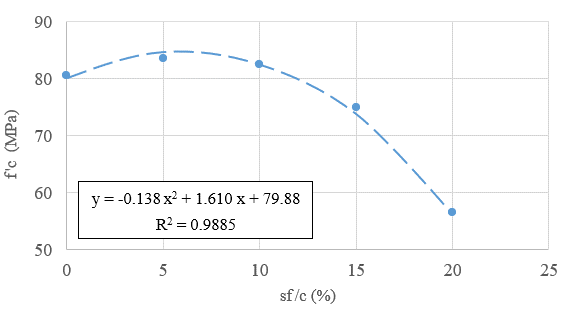 90
80
70
60
50
f'c (MPa)
y = -0.138 x² + 1.610 x + 79.88
R² = 0.9885
0 5 10 15 20 25
sf/c (%)